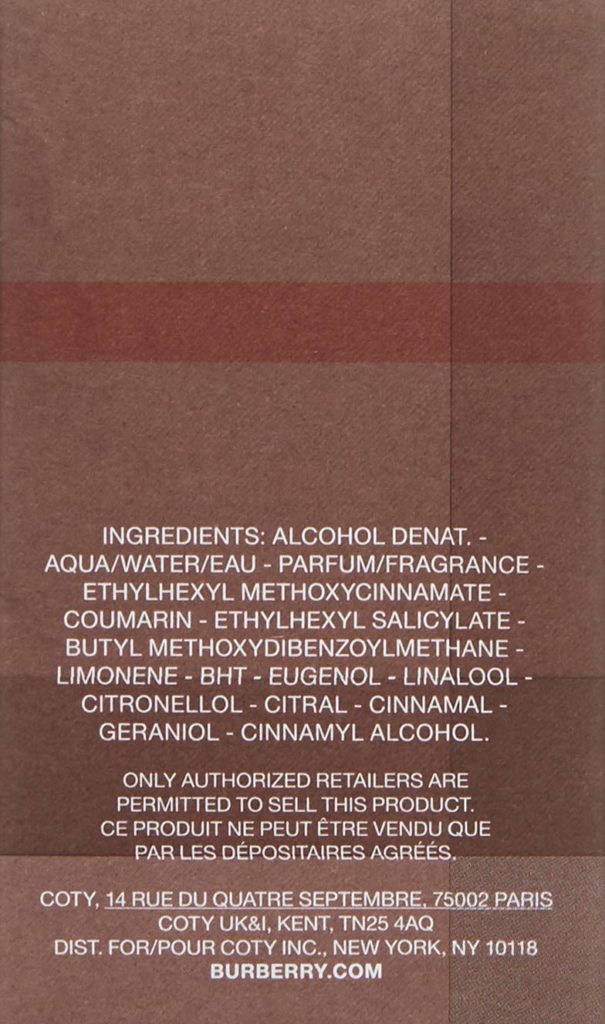 INGREDIENTS: ALCOHOL DENAT. -
AQUA/WATER/EAU - PARFUM/FRAGRANCE -
ETHYLHEXYL METHOXYCINNAMATE -
COUMARIN - ETHYLHEXYL SALICYLATE -
BUTYL METHOXYDIBENZOYLMETHANE -
LIMONENE - BHT - EUGENOL - LINALOOL -
CITRONELLOL - CITRAL - CINNAMAL -
GERANIOL - CINNAMYL ALCOHOL.
ONLY AUTHORIZED RETAILERS ARE
PERMITTED TO SELL THIS PRODUCT.
CE PRODUIT NE PEUT ÊTRE VENDU QUE
PAR LES DÉPOSITAIRES AGRÉÉS.
COTY, 14 RUE DU QUATRE SEPTEMBRE, 75002 PARIS
COTY UK&I, KENT, TN25 4AQ
DIST. FOR/POUR COTY INC., NEW YORK, NY 10118
BURBERRY.COM